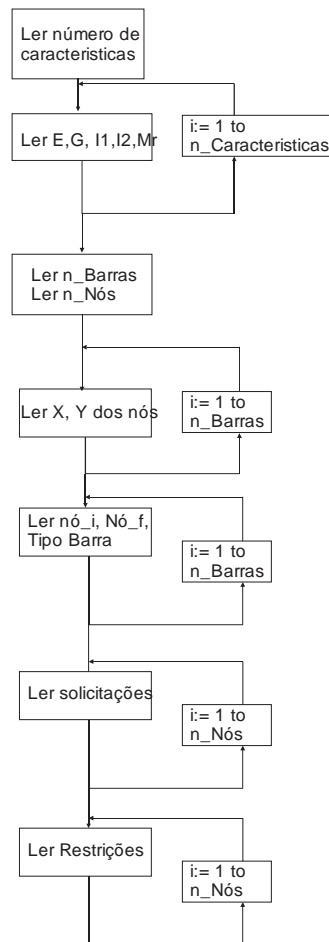 Ler número de
caracteristicas
i:= 1 to
n_Caracteristicas
Ler E,G, I1,I2,Mr
Ler n_Barras
Ler n_Nós
Ler X, Y dos nós
i:= 1 to
n_Barras
Ler nó_i, Nó_f,
Tipo Barra
i:= 1 to
n_Barras
Ler solicitações
i:= 1 to
n_Nós
Ler Restrições
i:= 1 to
n_Nós